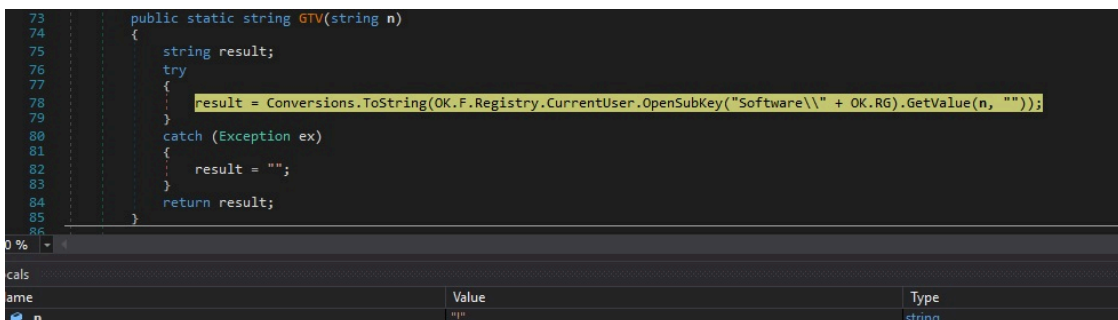 73 public static string GTV(string n)
74 {
75 string result;
76 try
77 {
78 result = Conversions.ToString(OK.F.Registry.CurrentUser.OpenSubKey("Software\\" + OK.RG).GetValue(n, ""));
79 }
80 catch (Exception ex)
81 {
82 result = "";
83 }
84 return result;
85 }
86
0 %
cals
ame Value Type
n "!" string